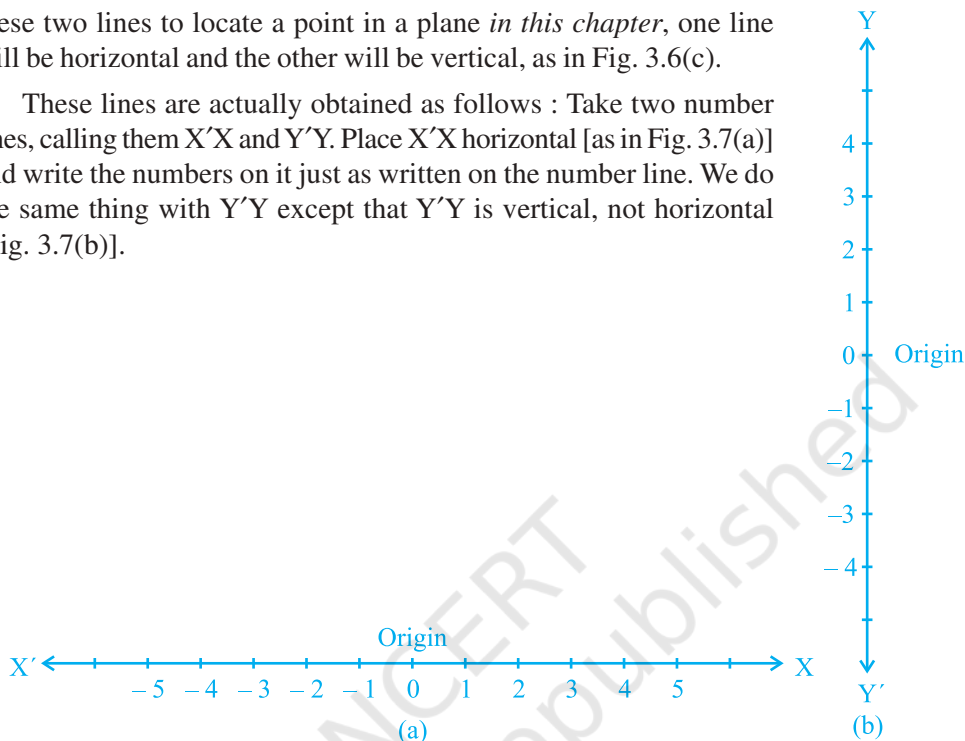 ese two lines to locate a point in a plane in this chapter, one line
ill be horizontal and the other will be vertical, as in Fig. 3.6(c).
These lines are actually obtained as follows : Take two number
nes, calling them X′X and Y′Y. Place X′X horizontal [as in Fig. 3.7(a)]
nd write the numbers on it just as written on the number line. We do
e same thing with Y′Y except that Y′Y is vertical, not horizontal
ig. 3.7(b)].
Y
4
3
2
1
0 Origin
–1
–2
–3
– 4
Y′
(b)
Origin
X′ X
– 5 – 4 – 3 – 2 – 1 0 1 2 3 4 5
(a)
NCERT
republished